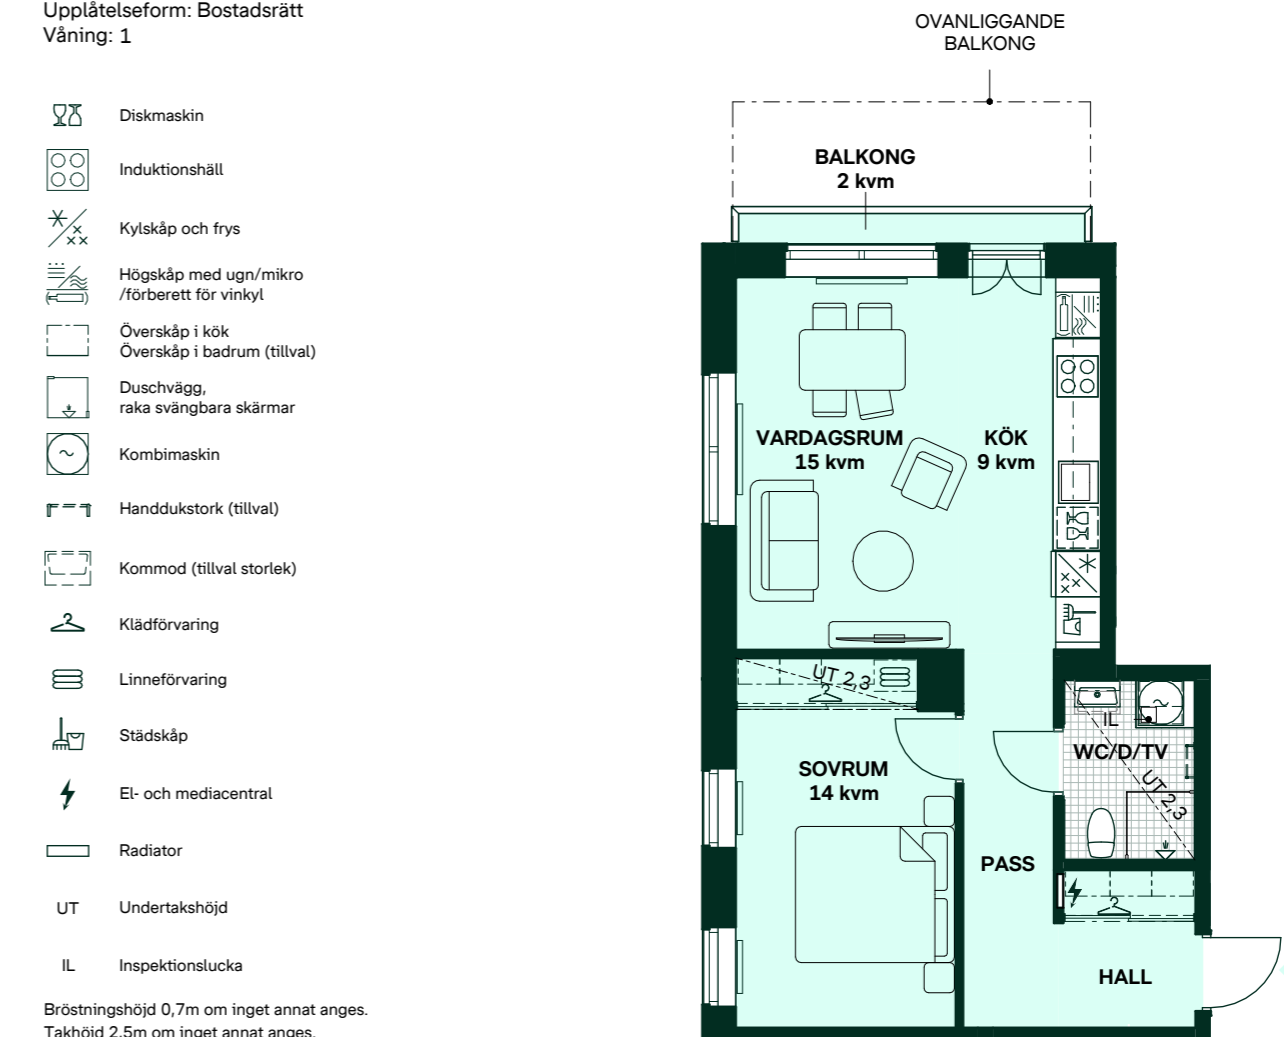 Upplåtelseform: Bostadsrätt
Våning: 1
Diskmaskin
Induktionshäll
Kylskåp och frys
Högskåp med ugn/mikro
/förberett för vinkyl
Överskåp i kök
Överskåp i badrum (tillval)
Duschvägg,
raka svängbara skärmar
Kombimaskin
Handdukstork (tillval)
Kommod (tillval storlek)
Klädförvaring
Linneförvaring
Städskåp
El- och mediacentral
Radiator
UT Undertakshöjd
IL Inspektionslucka
Bröstningshöjd 0,7m om inget annat anges.
Takhöjd 2,5m om inget annat anges.
OVANLIGGANDE
BALKONG
BALKONG
2 kvm
VARDAGSRUM
15 kvm
KÖK
9 kvm
UT 2,3
IL
WC/D/TV
UT 2,3
SOVRUM
14 kvm
PASS
HALL